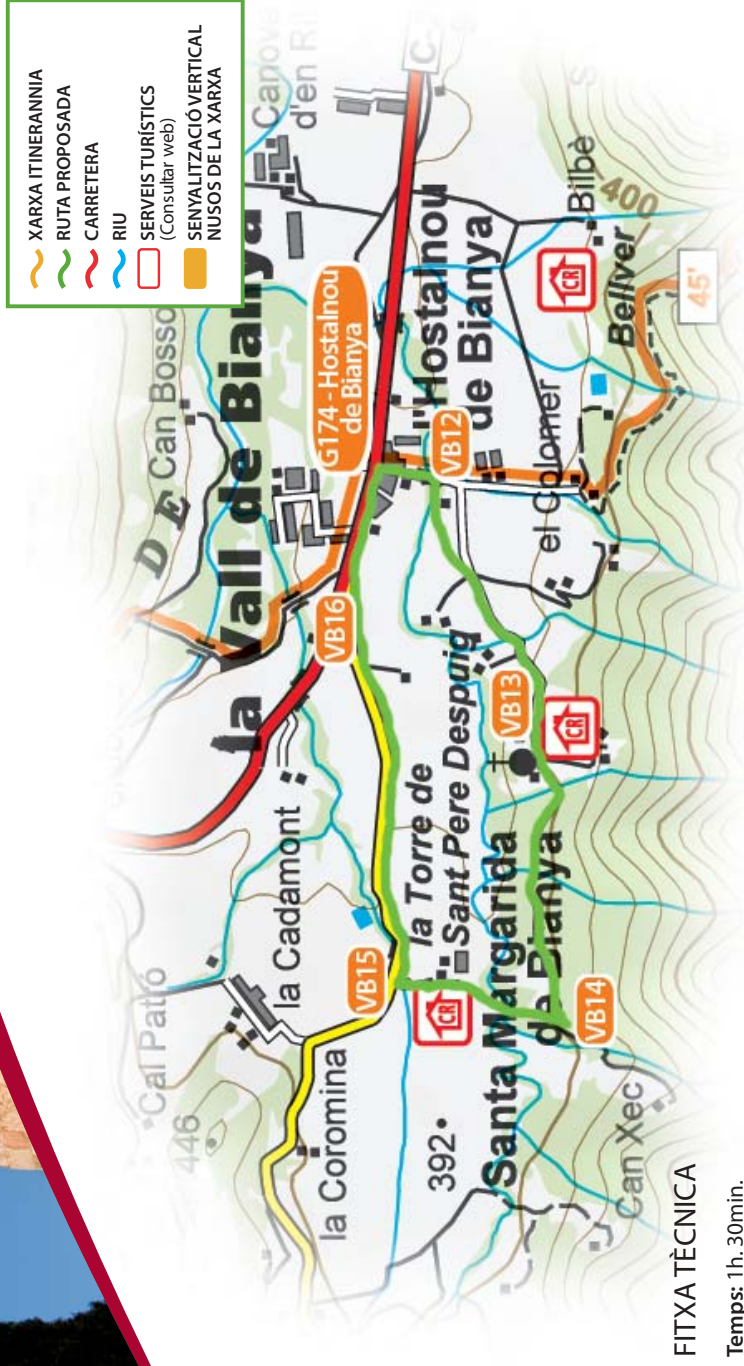 XARXA ITINERANNIA
RUTA PROPOSADA
CARRETERA
RIU
SERVEIS TURÍSTICS
(Consultar web)
SENYALITZACIÓ VERTICAL
NUSOS DE LA XARXA
Cal Patió
446
la Coromina
la Cadamont
392
VB15
CR
la Torre de
Sant Pere Despuig
Santa Margarida
de Bianya
VB14
Can Xec
VB13
CR
VB16
la Vall de Bianya
D E
Can Bosso
Canova
d'en Ri
G174 - Hostalnou
de Bianya
l'Hostalnou
de Bianya
VB12
el Colomer
Bellver
Bilbè
CR
400
45'
C-2
FITXA TÈCNICA
Temps: 1h. 30min.